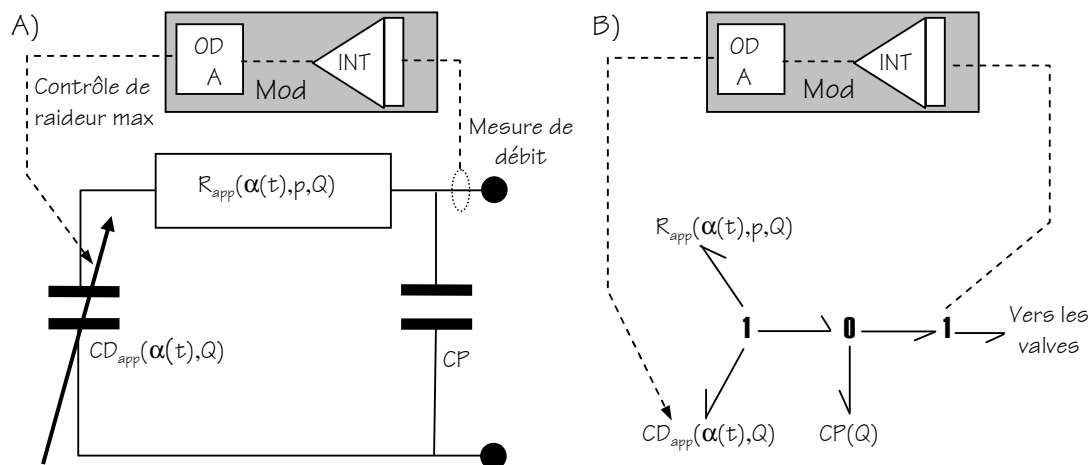 A)
OD
A
INT
Mod
Contrôle de
raideur max
Mesure de
débit
R_app(α(t),p,Q)
CD_app(α(t),Q)
CP
B)
OD
A
INT
Mod
R_app(α(t),p,Q)
1
0
1
Vers les
valves
CD_app(α(t),Q)
CP(Q)